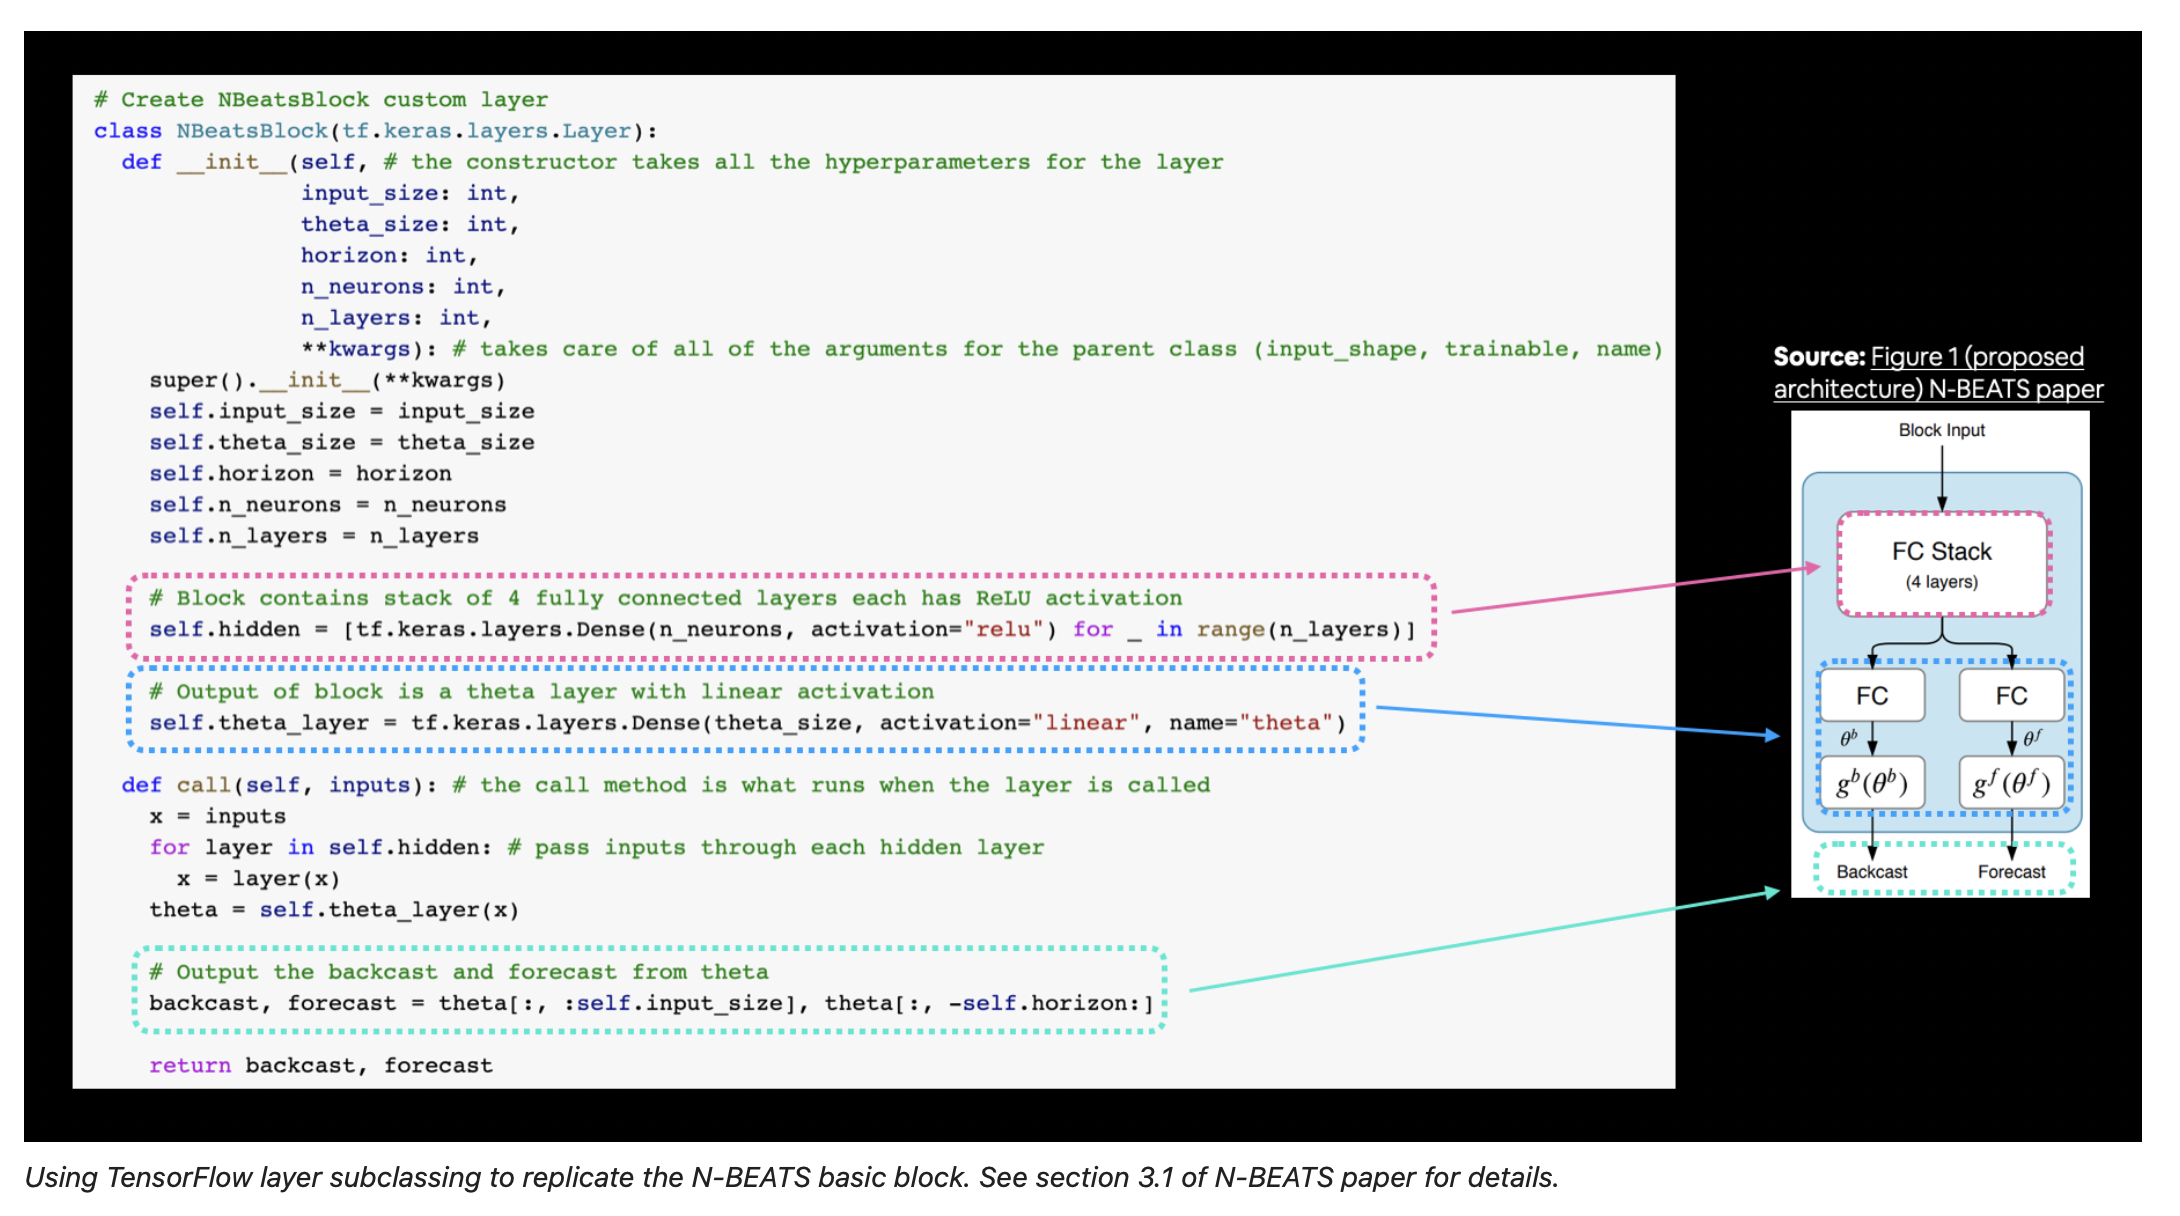 # Create NBeatsBlock custom layer
class NBeatsBlock(tf.keras.layers.Layer):
  def __init__(self, # the constructor takes all the hyperparameters for the layer
               input_size: int,
               theta_size: int,
               horizon: int,
               n_neurons: int,
               n_layers: int,
               **kwargs): # takes care of all of the arguments for the parent class (input_shape, trainable, name)
    super().__init__(**kwargs)
    self.input_size = input_size
    self.theta_size = theta_size
    self.horizon = horizon
    self.n_neurons = n_neurons
    self.n_layers = n_layers
    # Block contains stack of 4 fully connected layers each has ReLU activation
    self.hidden = [tf.keras.layers.Dense(n_neurons, activation="relu") for _ in range(n_layers)]
    # Output of block is a theta layer with linear activation
    self.theta_layer = tf.keras.layers.Dense(theta_size, activation="linear", name="theta")
  def call(self, inputs): # the call method is what runs when the layer is called
    x = inputs
    for layer in self.hidden: # pass inputs through each hidden layer
      x = layer(x)
    theta = self.theta_layer(x)
    # Output the backcast and forecast from theta
    backcast, forecast = theta[:, :self.input_size], theta[:, -self.horizon:]
    return backcast, forecast
Source: Figure 1 (proposed
architecture) N-BEATS paper
Block Input
FC Stack
(4 layers)
FC FC
θᵇ θᶠ
gᵇ(θᵇ) gᶠ(θᶠ)
Backcast Forecast
Using TensorFlow layer subclassing to replicate the N-BEATS basic block. See section 3.1 of N-BEATS paper for details.